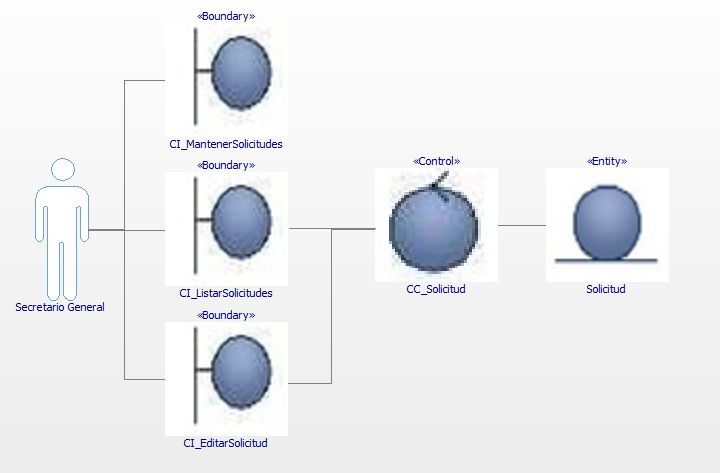 «Boundary»
CI_MantenerSolicitudes
«Boundary»
«Control»
«Entity»
CI_ListarSolicitudes
CC_Solicitud
Solicitud
Secretario General
«Boundary»
CI_EditarSolicitud